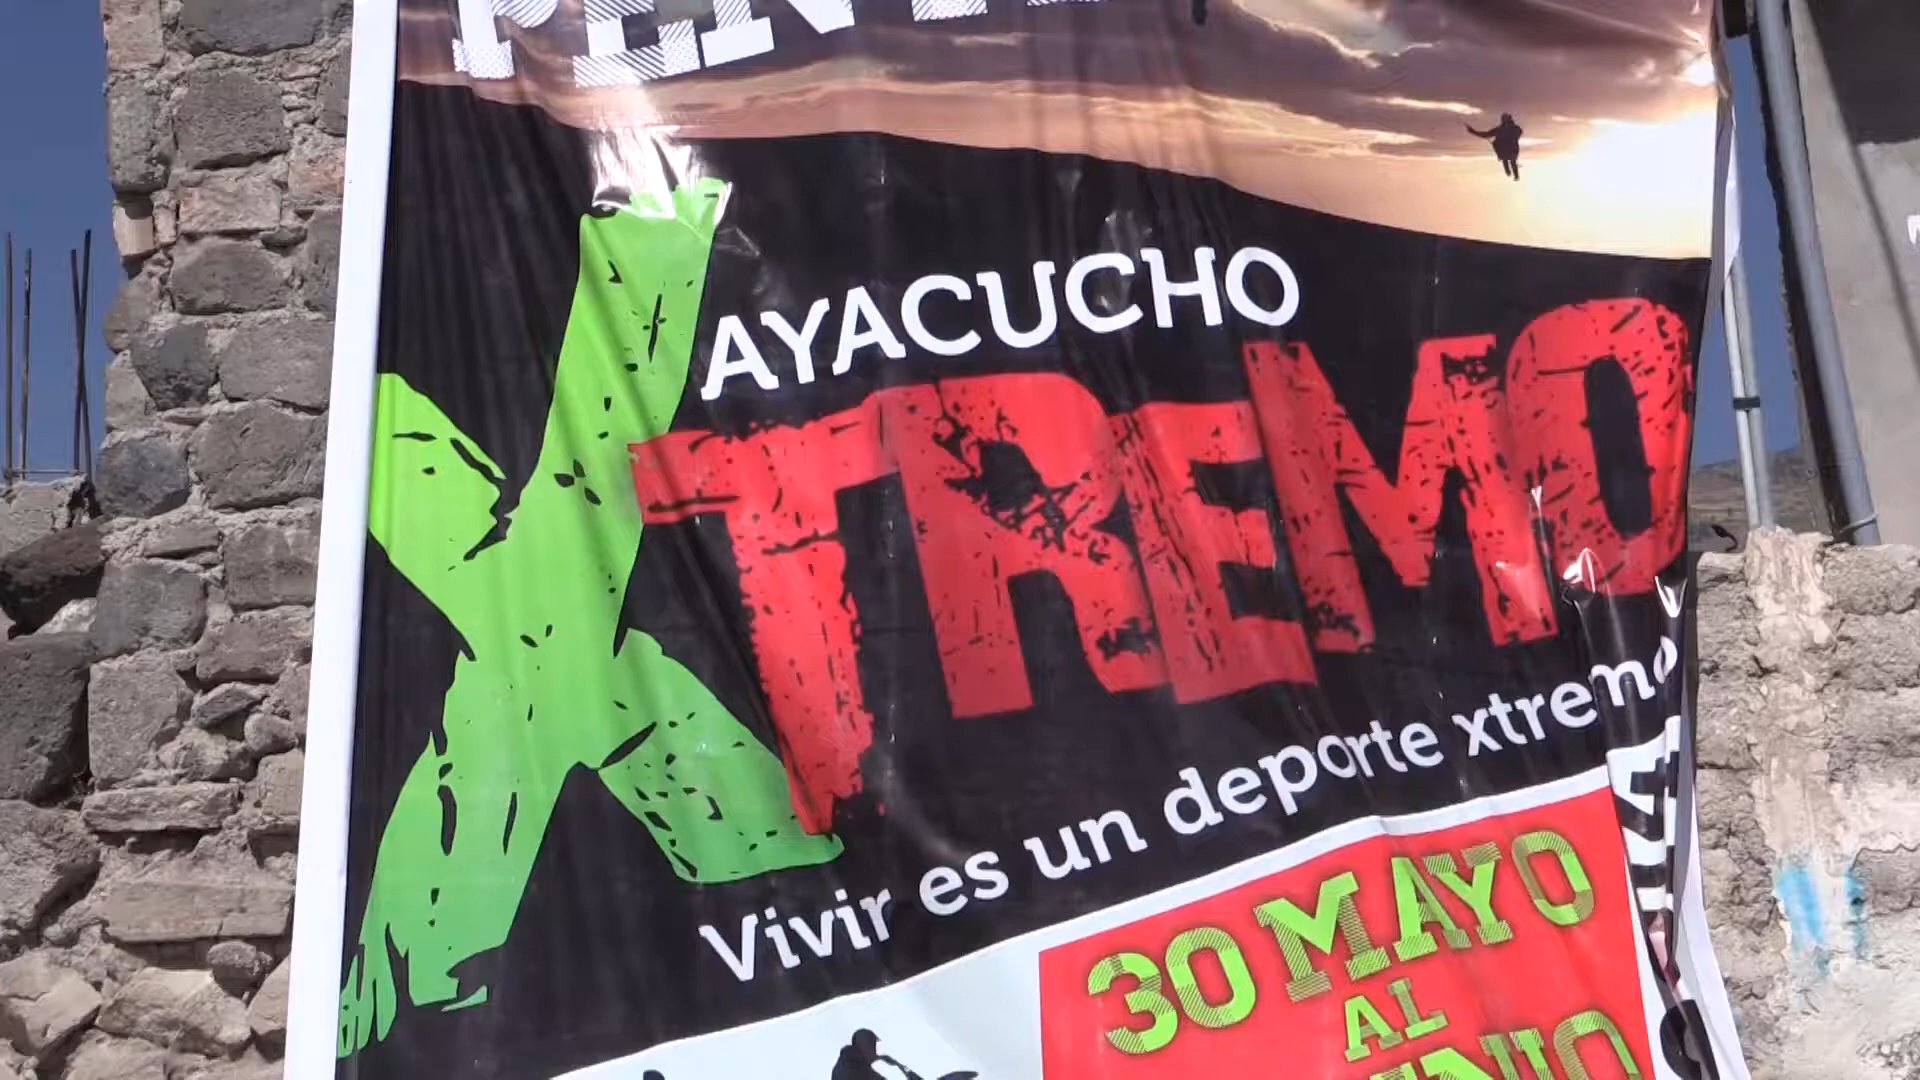 AYACUCHO
XTREMO
Vivir es un deporte xtremo
30 MAYO
AL